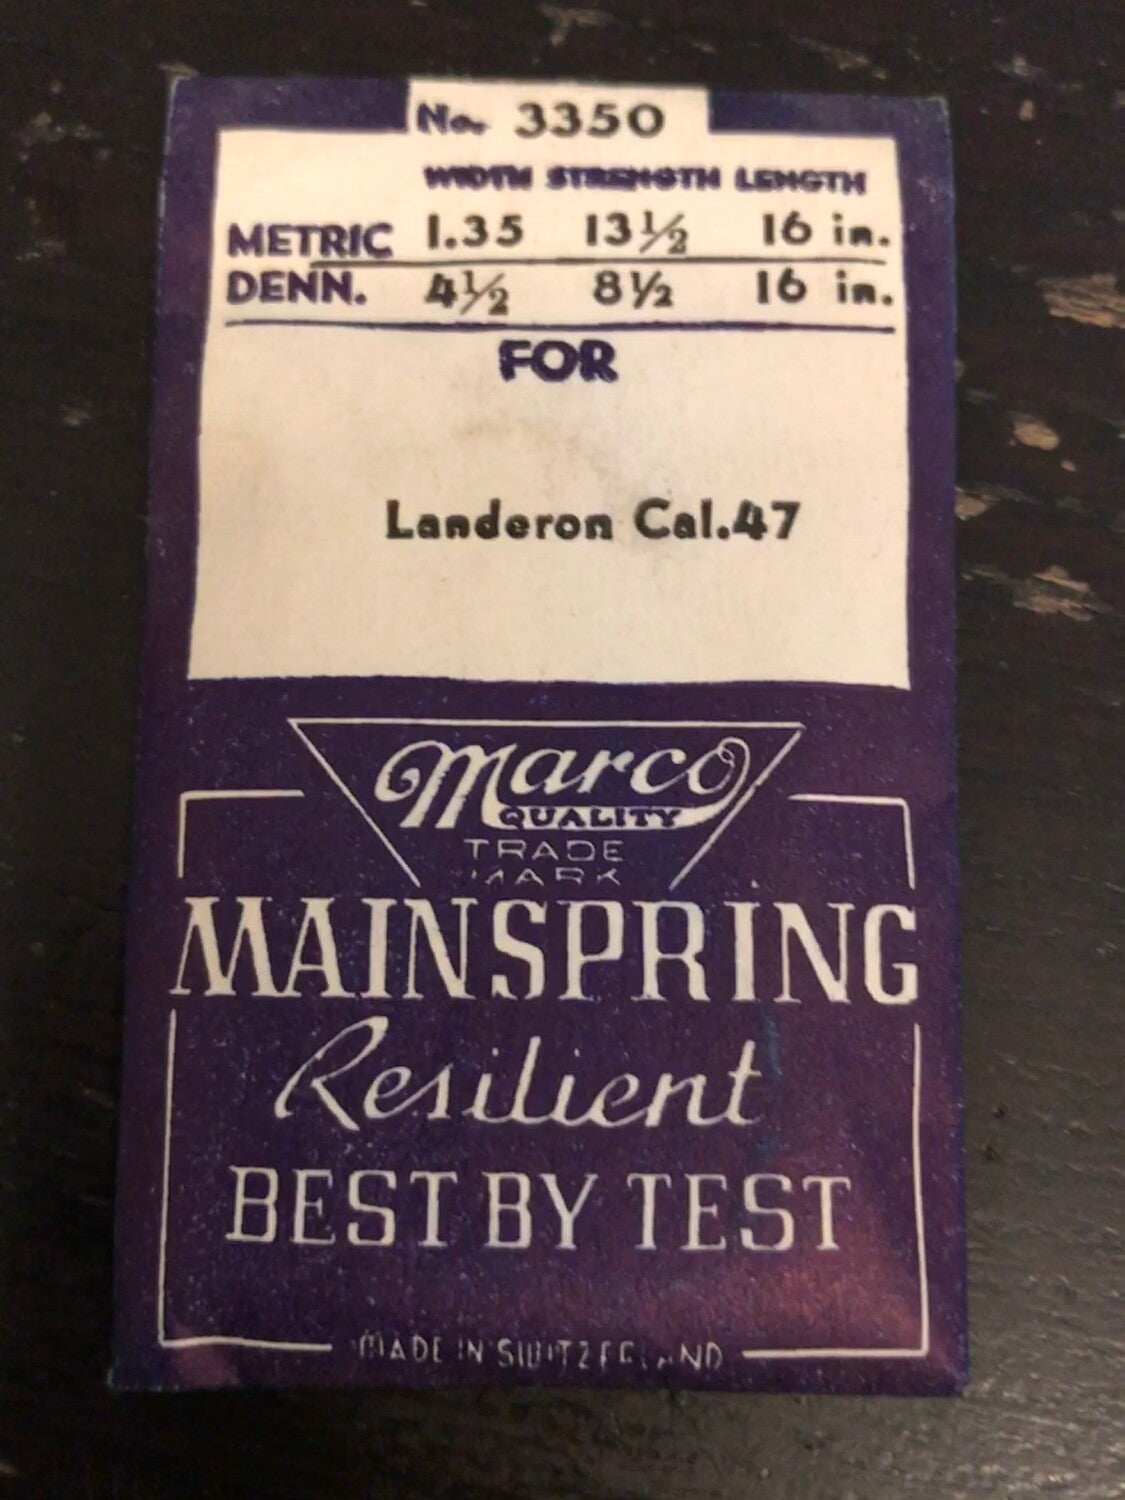 No. 3350
WIDTH STRENGTH LENGTH
METRIC 1.35 13½ 16 in.
DENN. 4½ 8½ 16 in.
FOR
Landeron Cal.47
Marco
QUALITY
TRADE
MARK
MAINSPRING
Resilient
BEST BY TEST
MADE IN SWITZERLAND